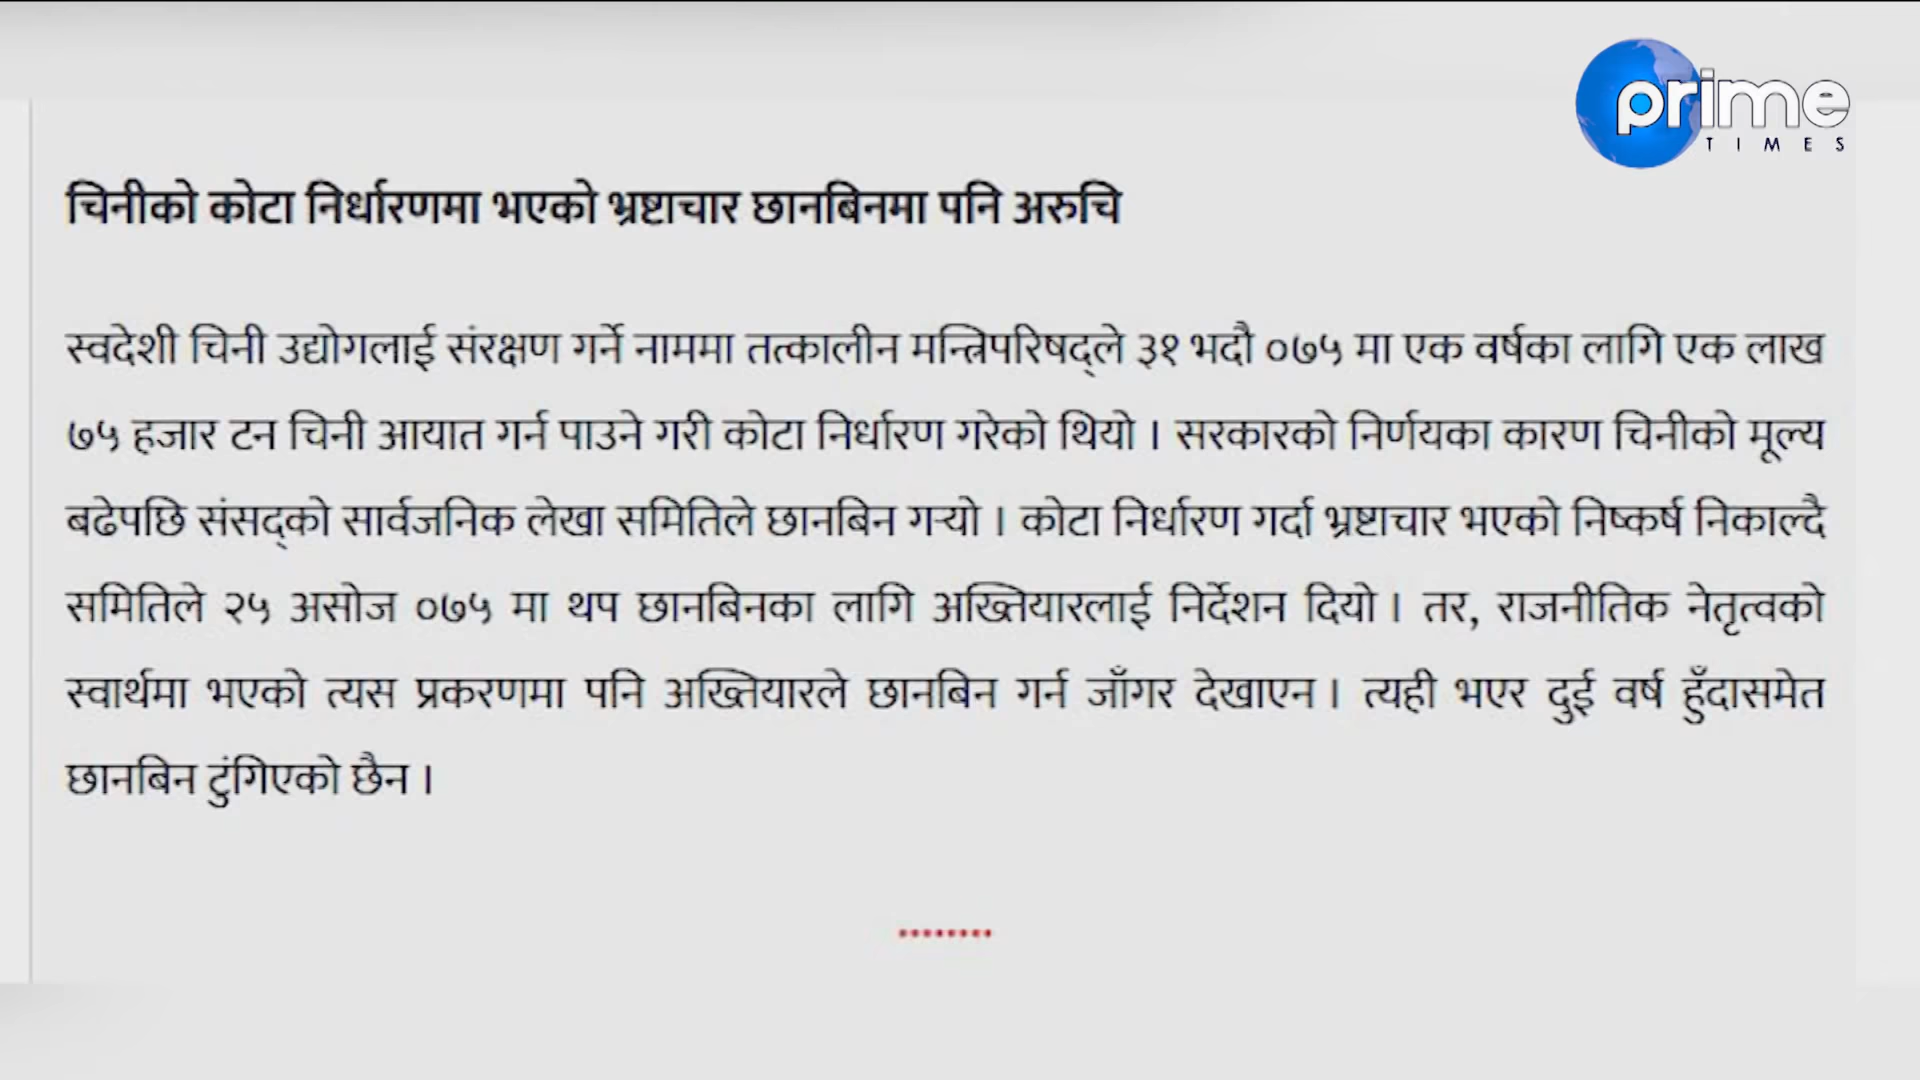 prime
TIMES
चिनीको कोटा निर्धारणमा भएको भ्रष्टाचार छानबिनमा पनि अरुचि
स्वदेशी चिनी उद्योगलाई संरक्षण गर्ने नाममा तत्कालीन मन्त्रिपरिषद्ले ३१ भदौ ०७५ मा एक वर्षका लागि एक लाख
७५ हजार टन चिनी आयात गर्न पाउने गरी कोटा निर्धारण गरेको थियो । सरकारको निर्णयका कारण चिनीको मूल्य
बढेपछि संसद्को सार्वजनिक लेखा समितिले छानबिन गर्‍यो । कोटा निर्धारण गर्दा भ्रष्टाचार भएको निष्कर्ष निकाल्दै
समितिले २५ असोज ०७५ मा थप छानबिनका लागि अख्तियारलाई निर्देशन दियो । तर, राजनीतिक नेतृत्वको
स्वार्थमा भएको त्यस प्रकरणमा पनि अख्तियारले छानबिन गर्न जाँगर देखाएन । त्यही भएर दुई वर्ष हुँदासमेत
छानबिन टुंगिएको छैन ।
........